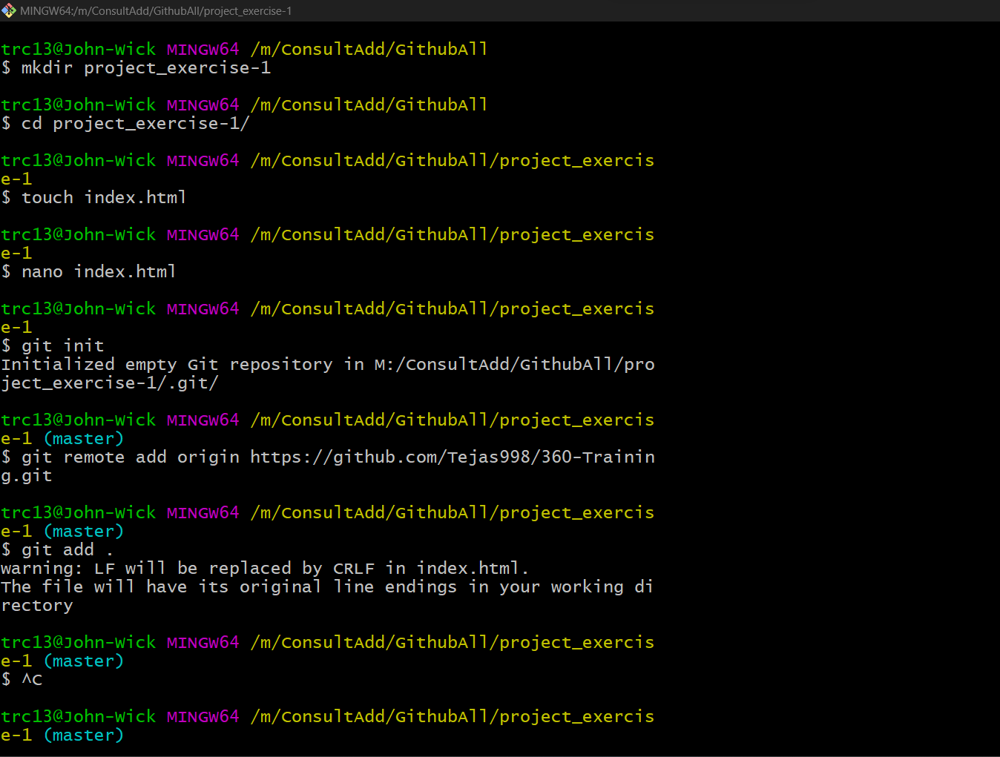 MINGW64:/m/ConsultAdd/GithubAll/project_exercise-1
trc13@John-Wick MINGW64 /m/ConsultAdd/GithubAll
$ mkdir project_exercise-1
trc13@John-Wick MINGW64 /m/ConsultAdd/GithubAll
$ cd project_exercise-1/
trc13@John-Wick MINGW64 /m/ConsultAdd/GithubAll/project_exercis
e-1
$ touch index.html
trc13@John-Wick MINGW64 /m/ConsultAdd/GithubAll/project_exercis
e-1
$ nano index.html
trc13@John-Wick MINGW64 /m/ConsultAdd/GithubAll/project_exercis
e-1
$ git init
Initialized empty Git repository in M:/ConsultAdd/GithubAll/pro
ject_exercise-1/.git/
trc13@John-Wick MINGW64 /m/ConsultAdd/GithubAll/project_exercis
e-1 (master)
$ git remote add origin https://github.com/Tejas998/360-Trainin
g.git
trc13@John-Wick MINGW64 /m/ConsultAdd/GithubAll/project_exercis
e-1 (master)
$ git add .
warning: LF will be replaced by CRLF in index.html.
The file will have its original line endings in your working di
rectory
trc13@John-Wick MINGW64 /m/ConsultAdd/GithubAll/project_exercis
e-1 (master)
$ ^C
trc13@John-Wick MINGW64 /m/ConsultAdd/GithubAll/project_exercis
e-1 (master)